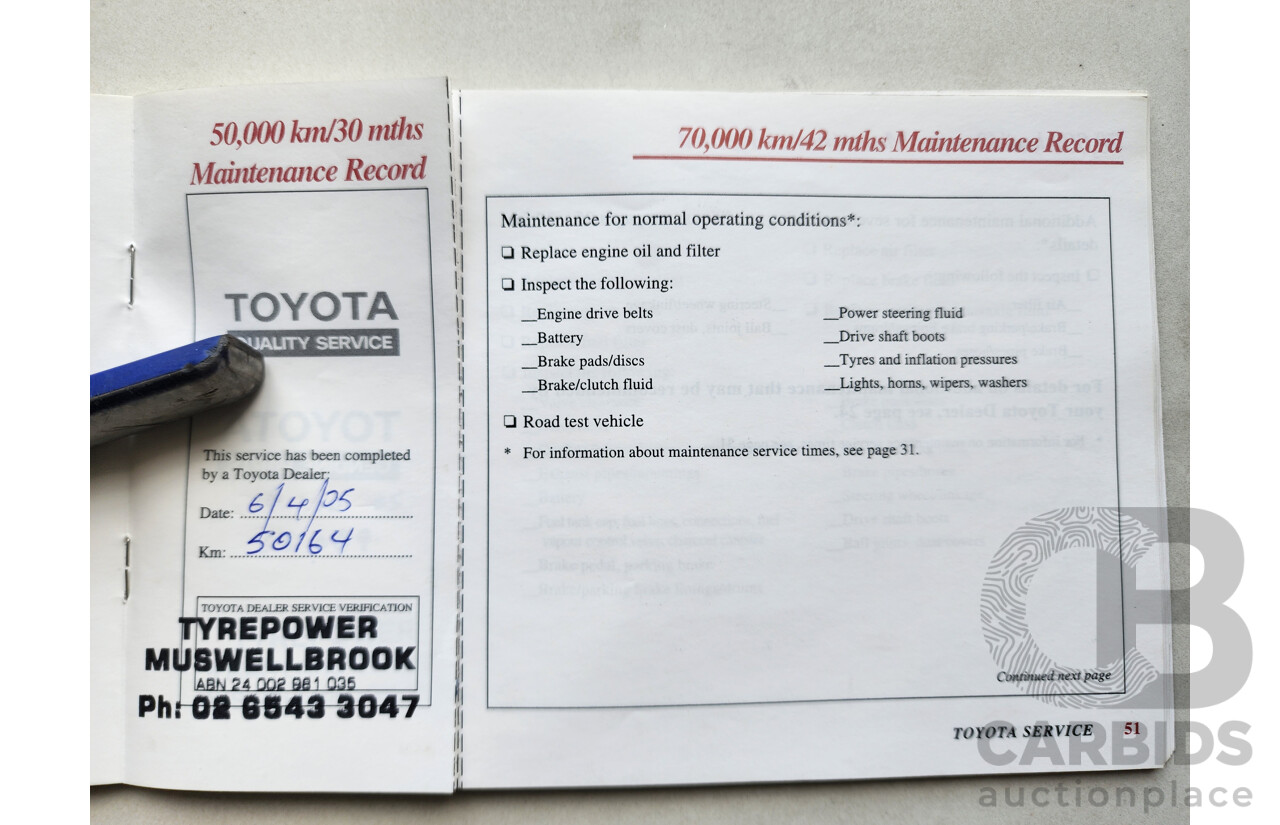 50,000 km/30 mths
Maintenance Record
TOYOTA
QUALITY SERVICE
This service has been completed
by a Toyota Dealer:
Date: 6/4/05
Km: 50164
TOYOTA DEALER SERVICE VERIFICATION
TYREPOWER
MUSWELLBROOK
ABN 24 002 981 035
Ph: 02 6543 3047
70,000 km/42 mths Maintenance Record
Maintenance for normal operating conditions*:
❏ Replace engine oil and filter
❏ Inspect the following:
__Engine drive belts
__Battery
__Brake pads/discs
__Brake/clutch fluid
__Power steering fluid
__Drive shaft boots
__Tyres and inflation pressures
__Lights, horns, wipers, washers
❏ Road test vehicle
* For information about maintenance service times, see page 31.
Continued next page
TOYOTA SERVICE 51
CB
CARBIDS
auctionplace